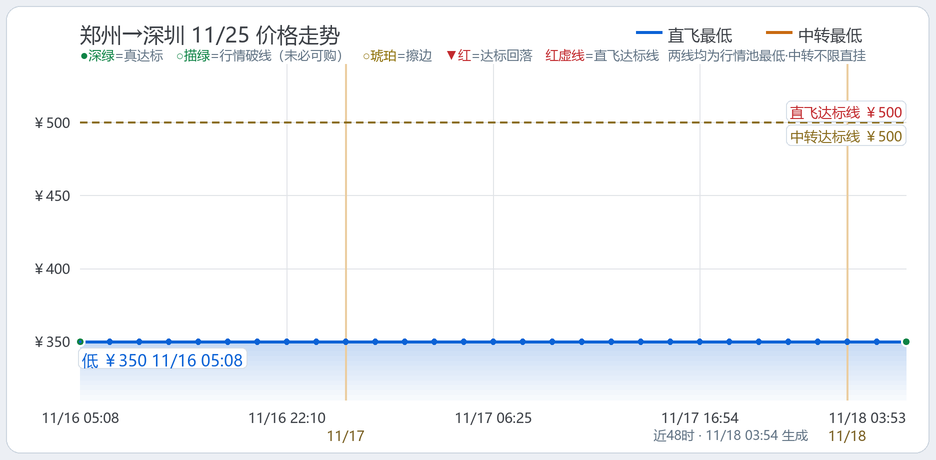 郑州→深圳 11/25 价格走势
直飞最低 中转最低
●深绿=真达标 ○描绿=行情破线（未必可购） ○琥珀=擦边 ▼红=达标回落 红虚线=直飞达标线 两线均为行情池最低·中转不限直挂
直飞达标线 ¥500
¥500
中转达标线 ¥500
¥450
¥400
¥350
低 ¥350 11/16 05:08
11/16 05:08 11/16 22:10 11/17 06:25 11/17 16:54 11/18 03:53
11/17 近48时 · 11/18 03:54 生成 11/18